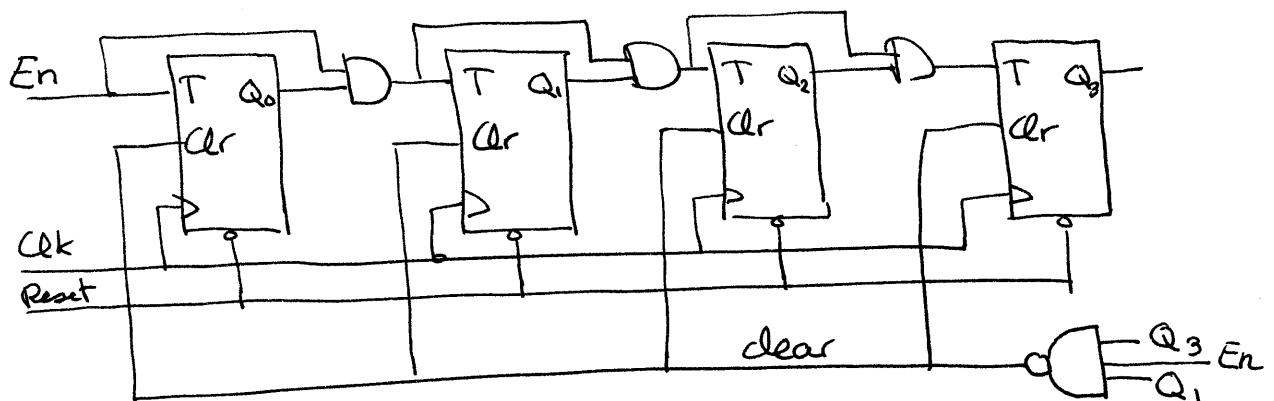 En
T Q₀
Clr
T Q₁
Clr
T Q₂
Clr
T Q₃
Clr
Clk
Reset
clear
Q₃
En
Q₁